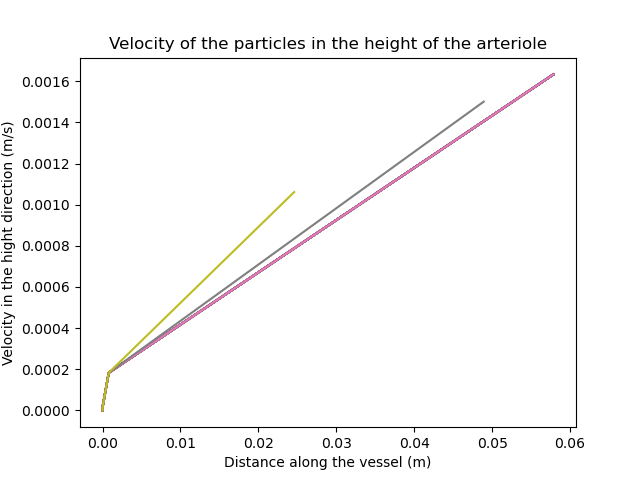 Velocity of the particles in the height of the arteriole
Velocity in the hight direction (m/s)
0.0016
0.0014
0.0012
0.0010
0.0008
0.0006
0.0004
0.0002
0.0000
0.00 0.01 0.02 0.03 0.04 0.05 0.06
Distance along the vessel (m)